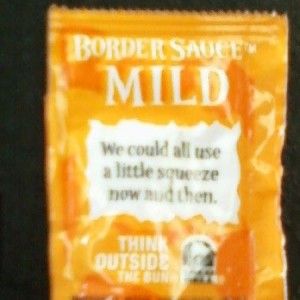 BORDER SAUCE™
MILD
We could all use
a little squeeze
now and then.
THINK
OUTSIDE
THE BUN